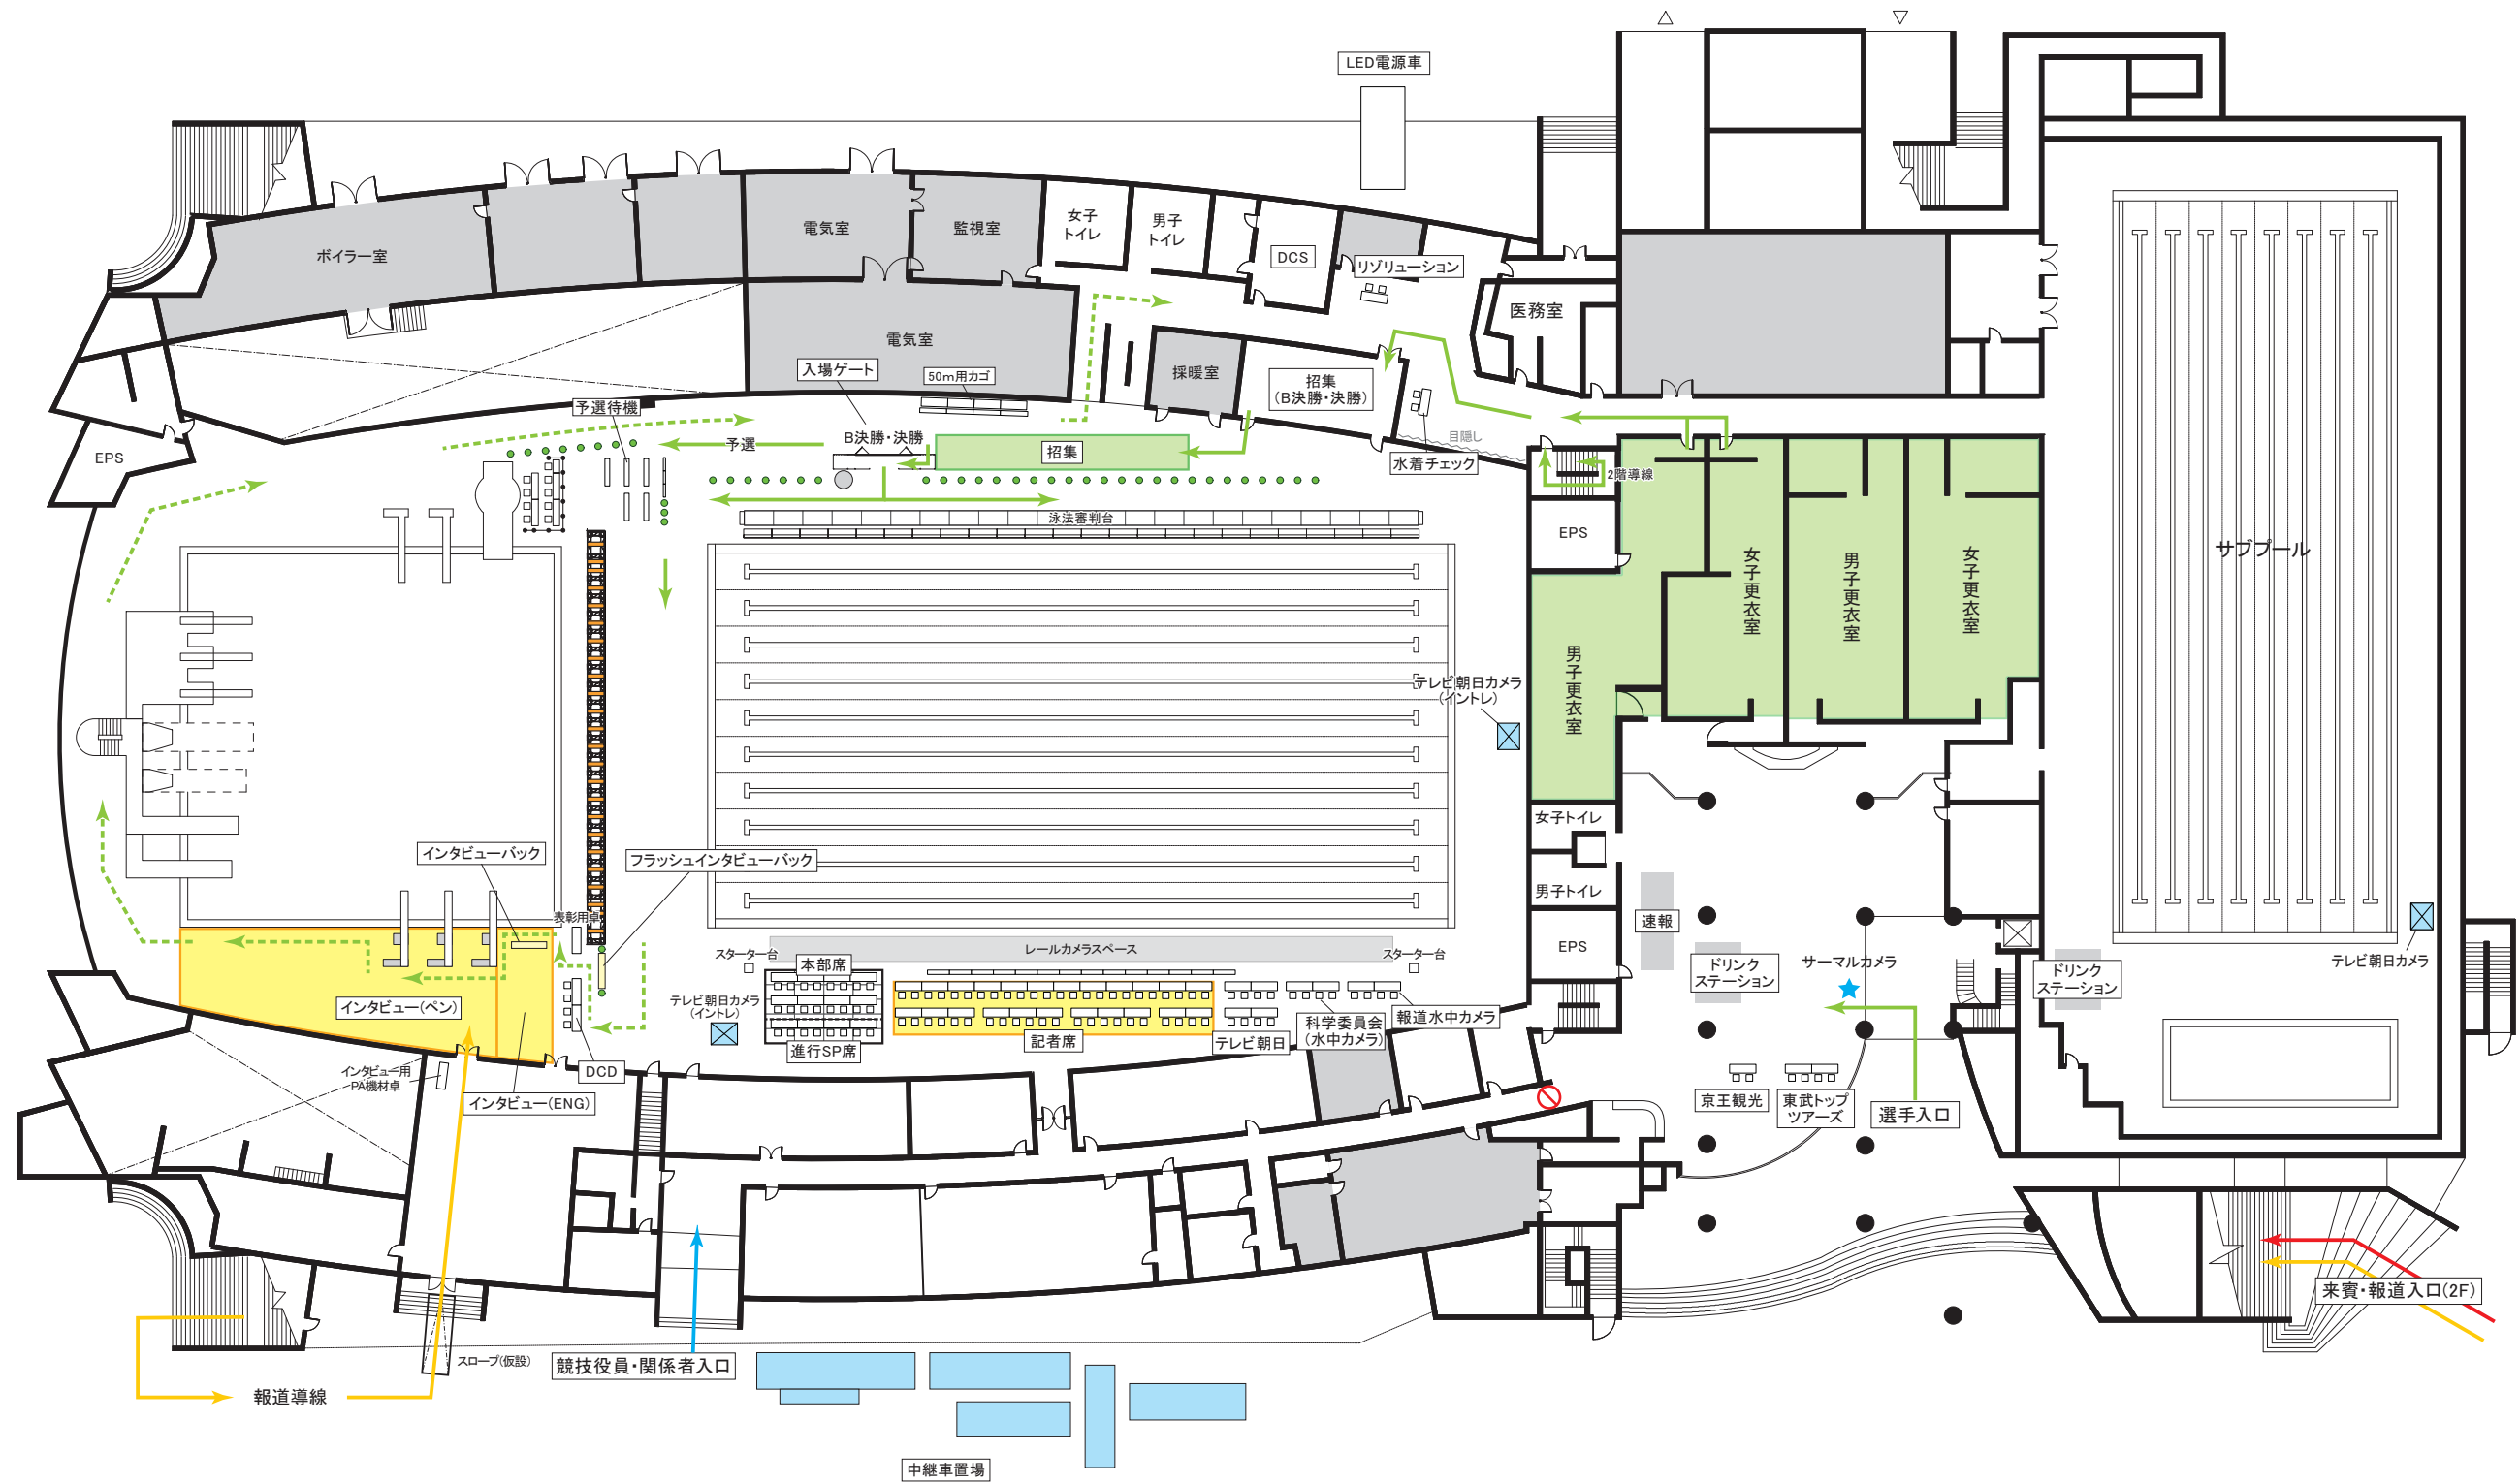 LED電源車
女子
トイレ
男子
トイレ
電気室
監視室
ボイラー室
DCS
リゾリューション
医務室
電気室
入場ゲート
50m用カゴ
採暖室
招集
(B決勝・決勝)
予選待機
予選
B決勝・決勝
招集
目隠し
水着チェック
2階導線
EPS
泳法審判台
EPS
女子更衣室
男子更衣室
女子更衣室
サブプール
男子更衣室
テレビ朝日カメラ
(イントレ)
女子トイレ
インタビューバック
フラッシュインタビューバック
男子トイレ
表彰用卓
速報
レールカメラスペース
EPS
スターター台
スターター台
本部席
サーマルカメラ
テレビ朝日カメラ
ドリンク
ステーション
ドリンク
ステーション
インタビュー(ペン)
テレビ朝日カメラ
(イントレ)
報道水中カメラ
科学委員会
(水中カメラ)
記者席
テレビ朝日
進行SP席
DCD
インタビュー用
PA機材卓
インタビュー(ENG)
京王観光
東武トップ
ツアーズ
選手入口
来賓・報道入口(2F)
スロープ(仮設)
競技役員・関係者入口
報道導線
中継車置場